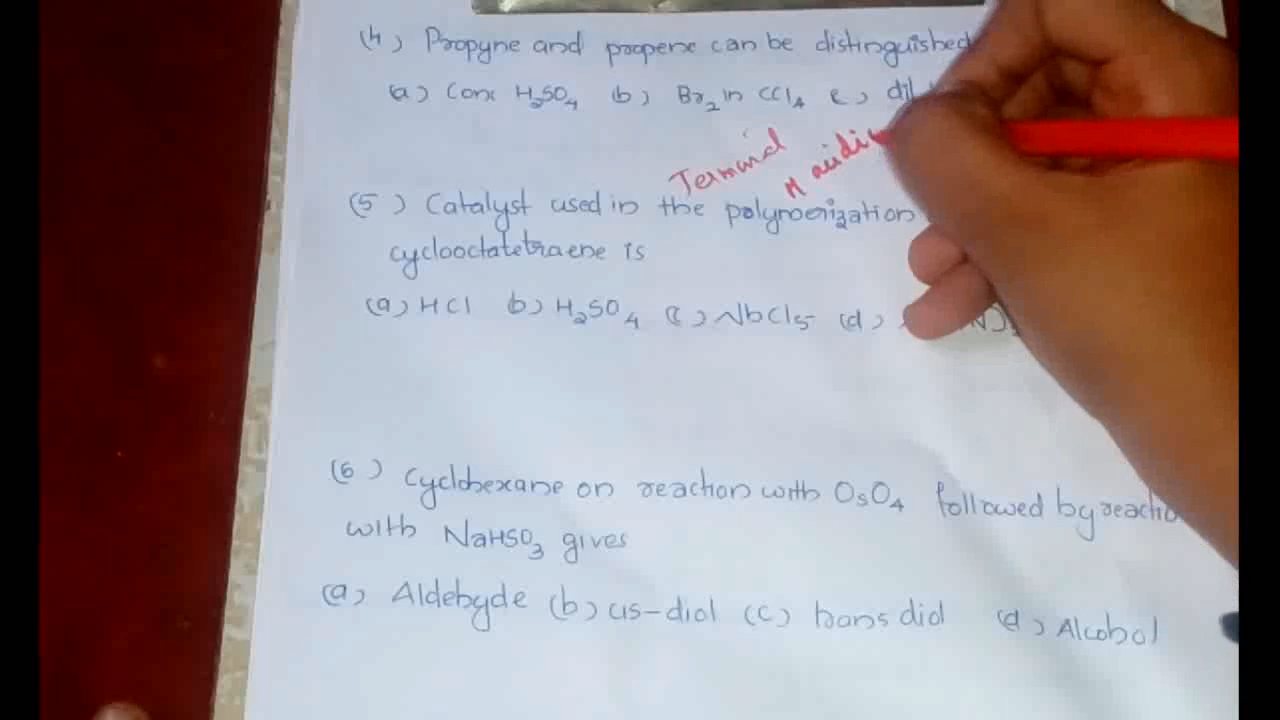 (4) Propyne and propene can be distinguished
(a) Conc H₂SO₄ (b) Br₂ in CCl₄ (c) dil
Terminal
H acidic
(5) Catalyst used in the polymerization
cyclooctatetraene is
(a) HCl b) H₂SO₄ (c) NbCl₅ (d)
(6) Cyclohexane on reaction with OsO₄ followed by reactio
with NaHSO₃ gives
(a) Aldehyde (b) cis-diol (c) trans diol (d) Alcohol